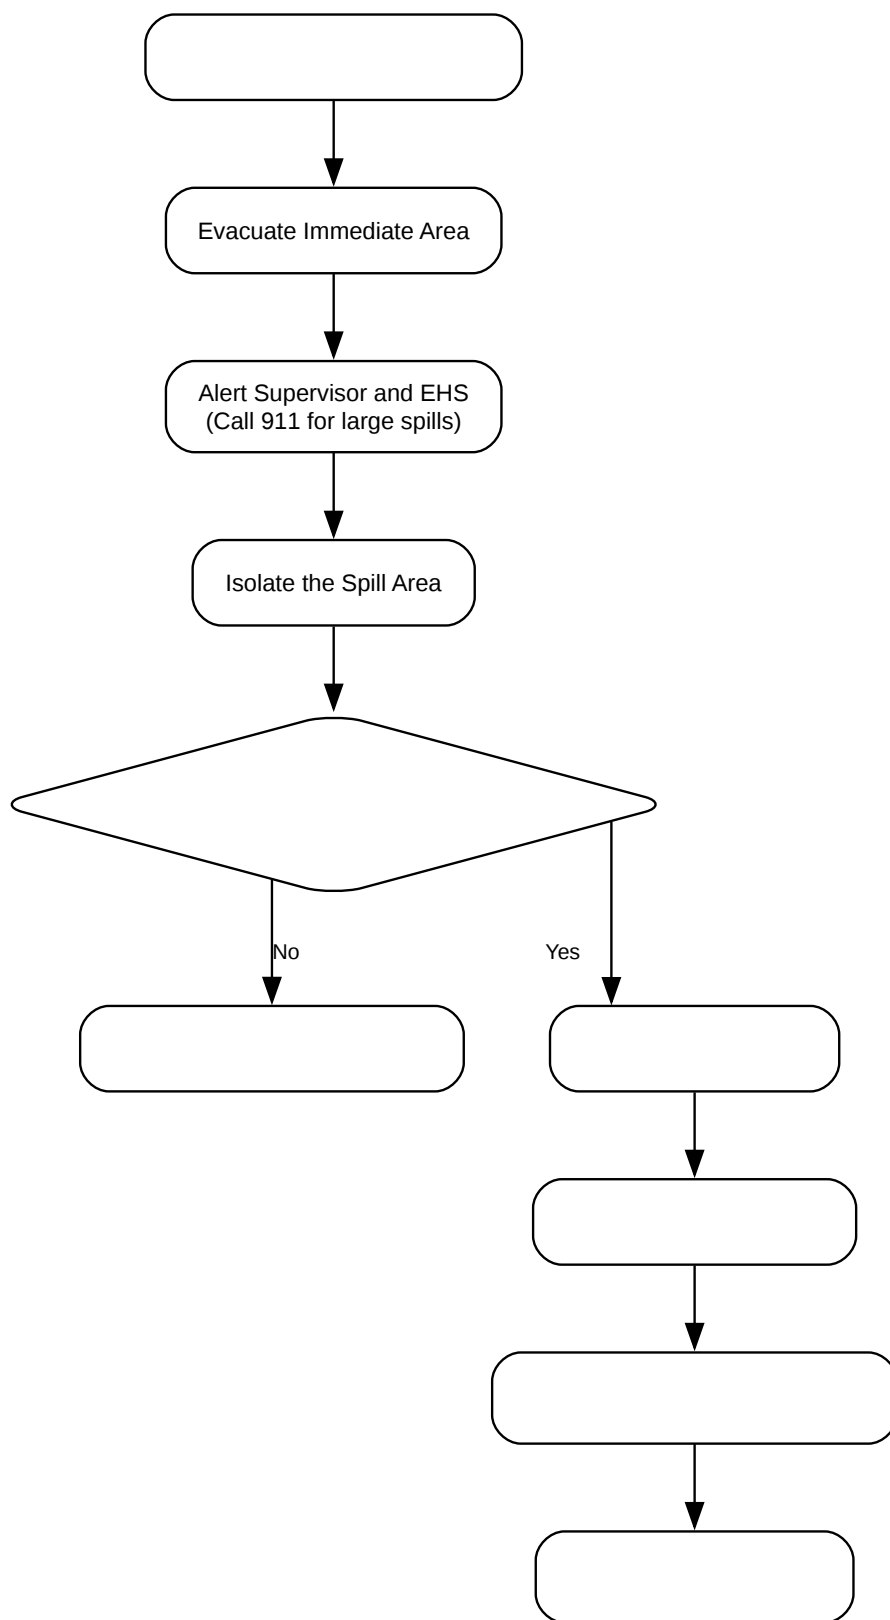 Evacuate Immediate Area
Alert Supervisor and EHS
(Call 911 for large spills)
Isolate the Spill Area
No
Yes